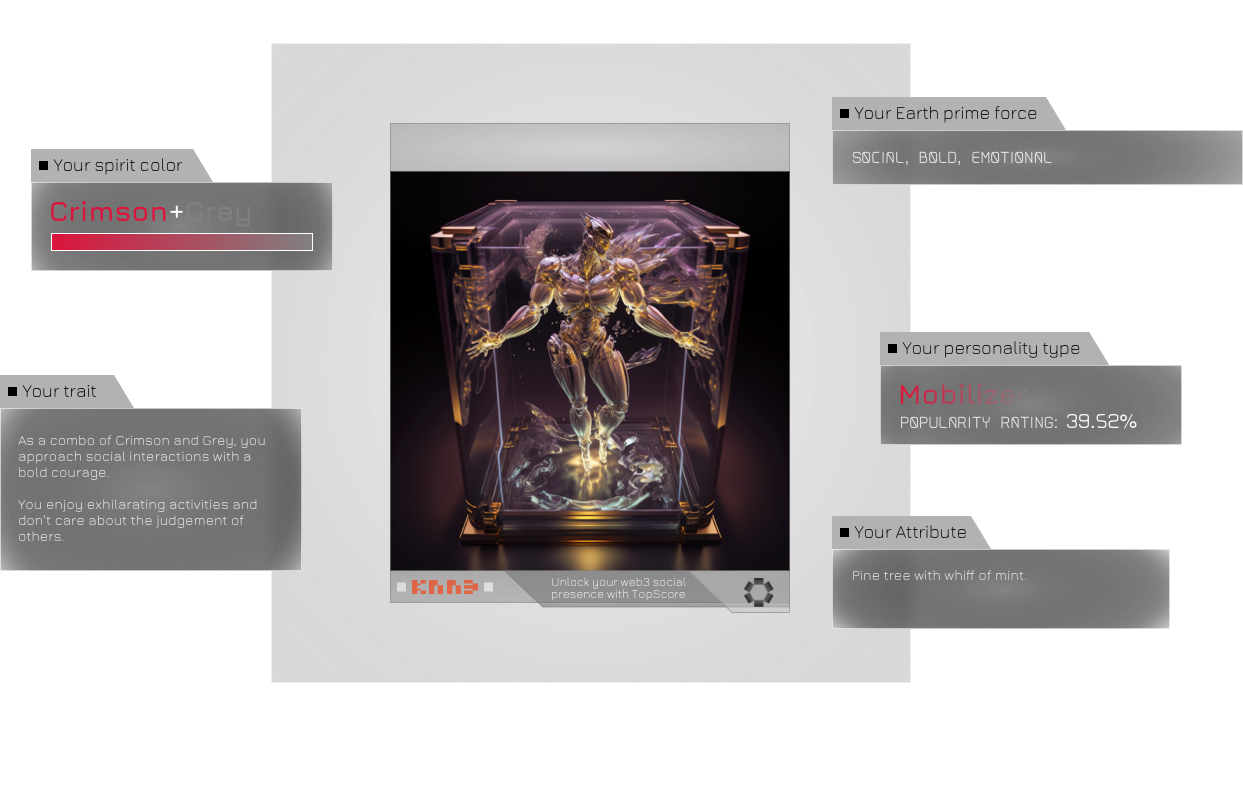 Your spirit color
Crimson+Grey
Your trait
As a combo of Crimson and Grey, you
approach social interactions with a
bold courage.
You enjoy exhilarating activities and
don't care about the judgement of
others.
KNN3
Unlock your web3 social
presence with TopScore
Your Earth prime force
SOCIAL, BOLD, EMOTIONAL
Your personality type
Mobilizer
POPULARITY RATING: 39.52%
Your Attribute
Pine tree with whiff of mint.